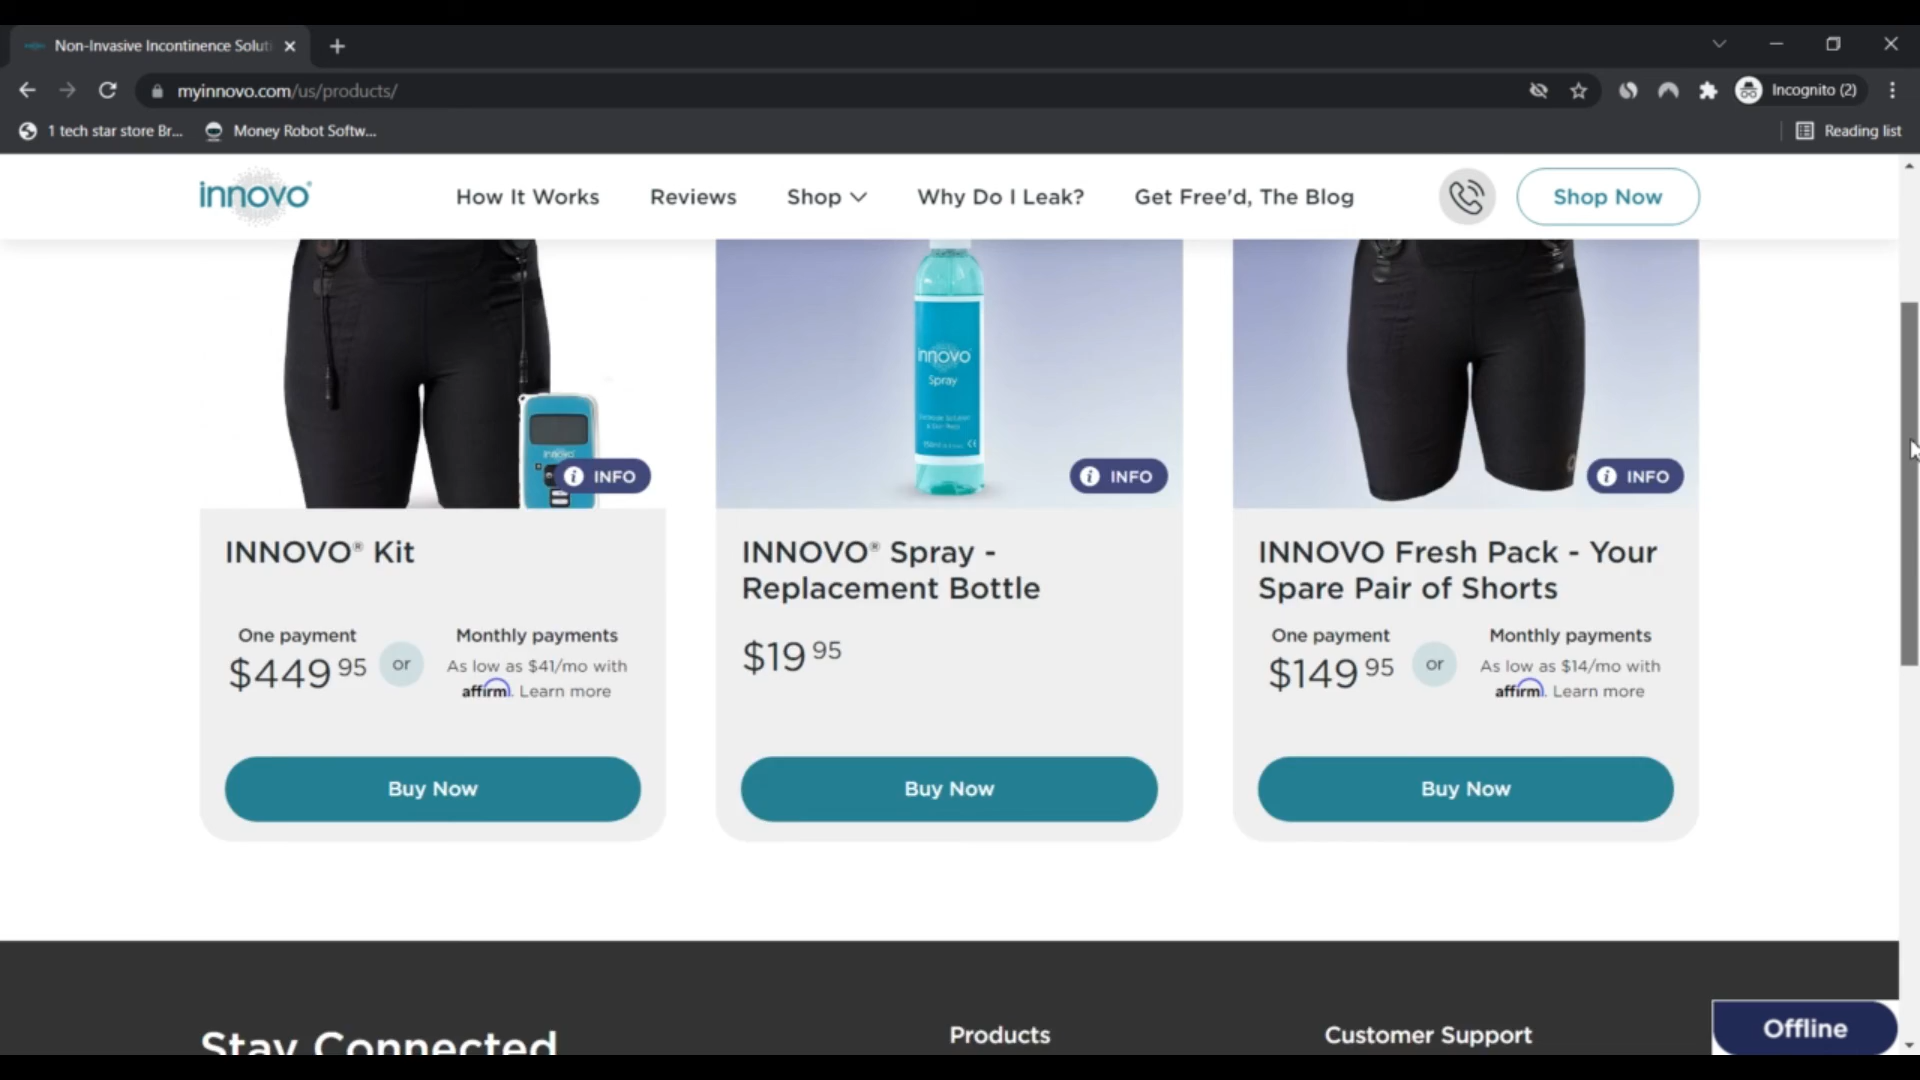 Non-Invasive Incontinence Soluti
myinnovo.com/us/products/
Incognito (2)
1 tech star store Br...
Money Robot Softw...
Reading list
innovo
How It Works
Reviews
Shop
Why Do I Leak?
Get Free'd, The Blog
Shop Now
innovo
INFO
innovo
Spray
INFO
INFO
INNOVO® Kit
One payment
$449 95
or
Monthly payments
As low as $41/mo with
affirm. Learn more
Buy Now
INNOVO® Spray -
Replacement Bottle
$19 95
Buy Now
INNOVO Fresh Pack - Your
Spare Pair of Shorts
One payment
$149 95
or
Monthly payments
As low as $14/mo with
affirm. Learn more
Buy Now
Stay Connected
Products
Customer Support
Offline